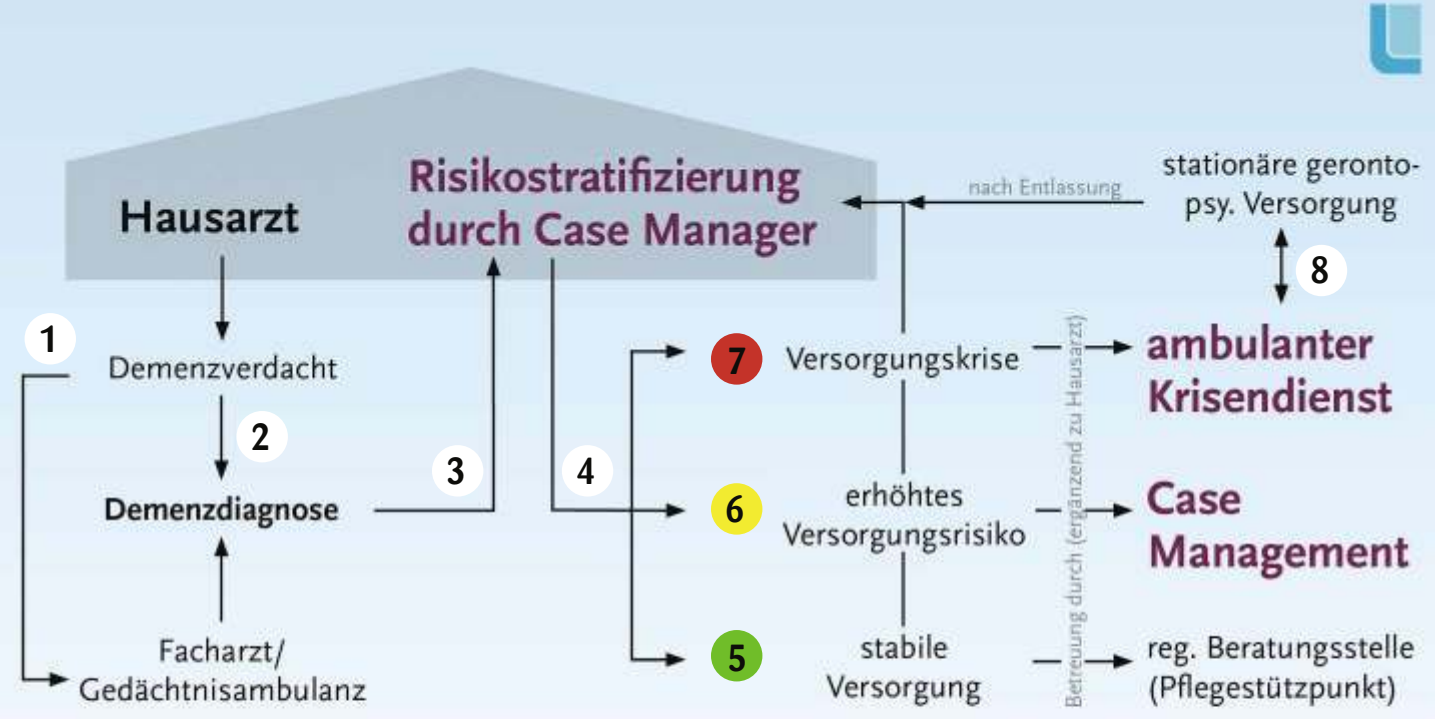 Risikostratifizierung
durch Case Manager
Hausarzt
nach Entlassung
stationäre geronto-
psy. Versorgung
8
1
Demenzverdacht
2
Demenzdiagnose
3
4
Facharzt/
Gedächtnisambulanz
7
Versorgungskrise
6
erhöhtes
Versorgungsrisiko
5
stabile
Versorgung
Betreuung durch (ergänzend zu Hausarzt)
ambulanter
Krisendienst
Case
Management
reg. Beratungsstelle
(Pflegestützpunkt)